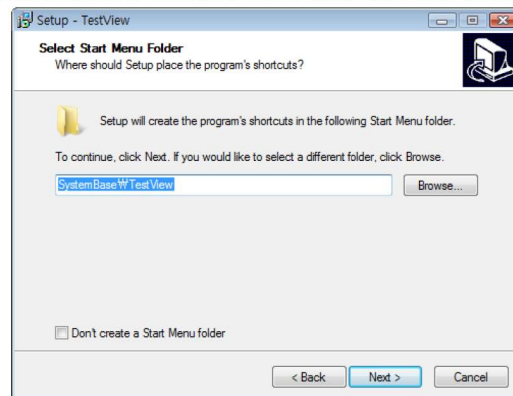 Setup - TestView
Select Start Menu Folder
Where should Setup place the program's shortcuts?
Setup will create the program's shortcuts in the following Start Menu folder.
To continue, click Next. If you would like to select a different folder, click Browse.
SystemBase₩TestView
Browse...
Don't create a Start Menu folder
< Back
Next >
Cancel